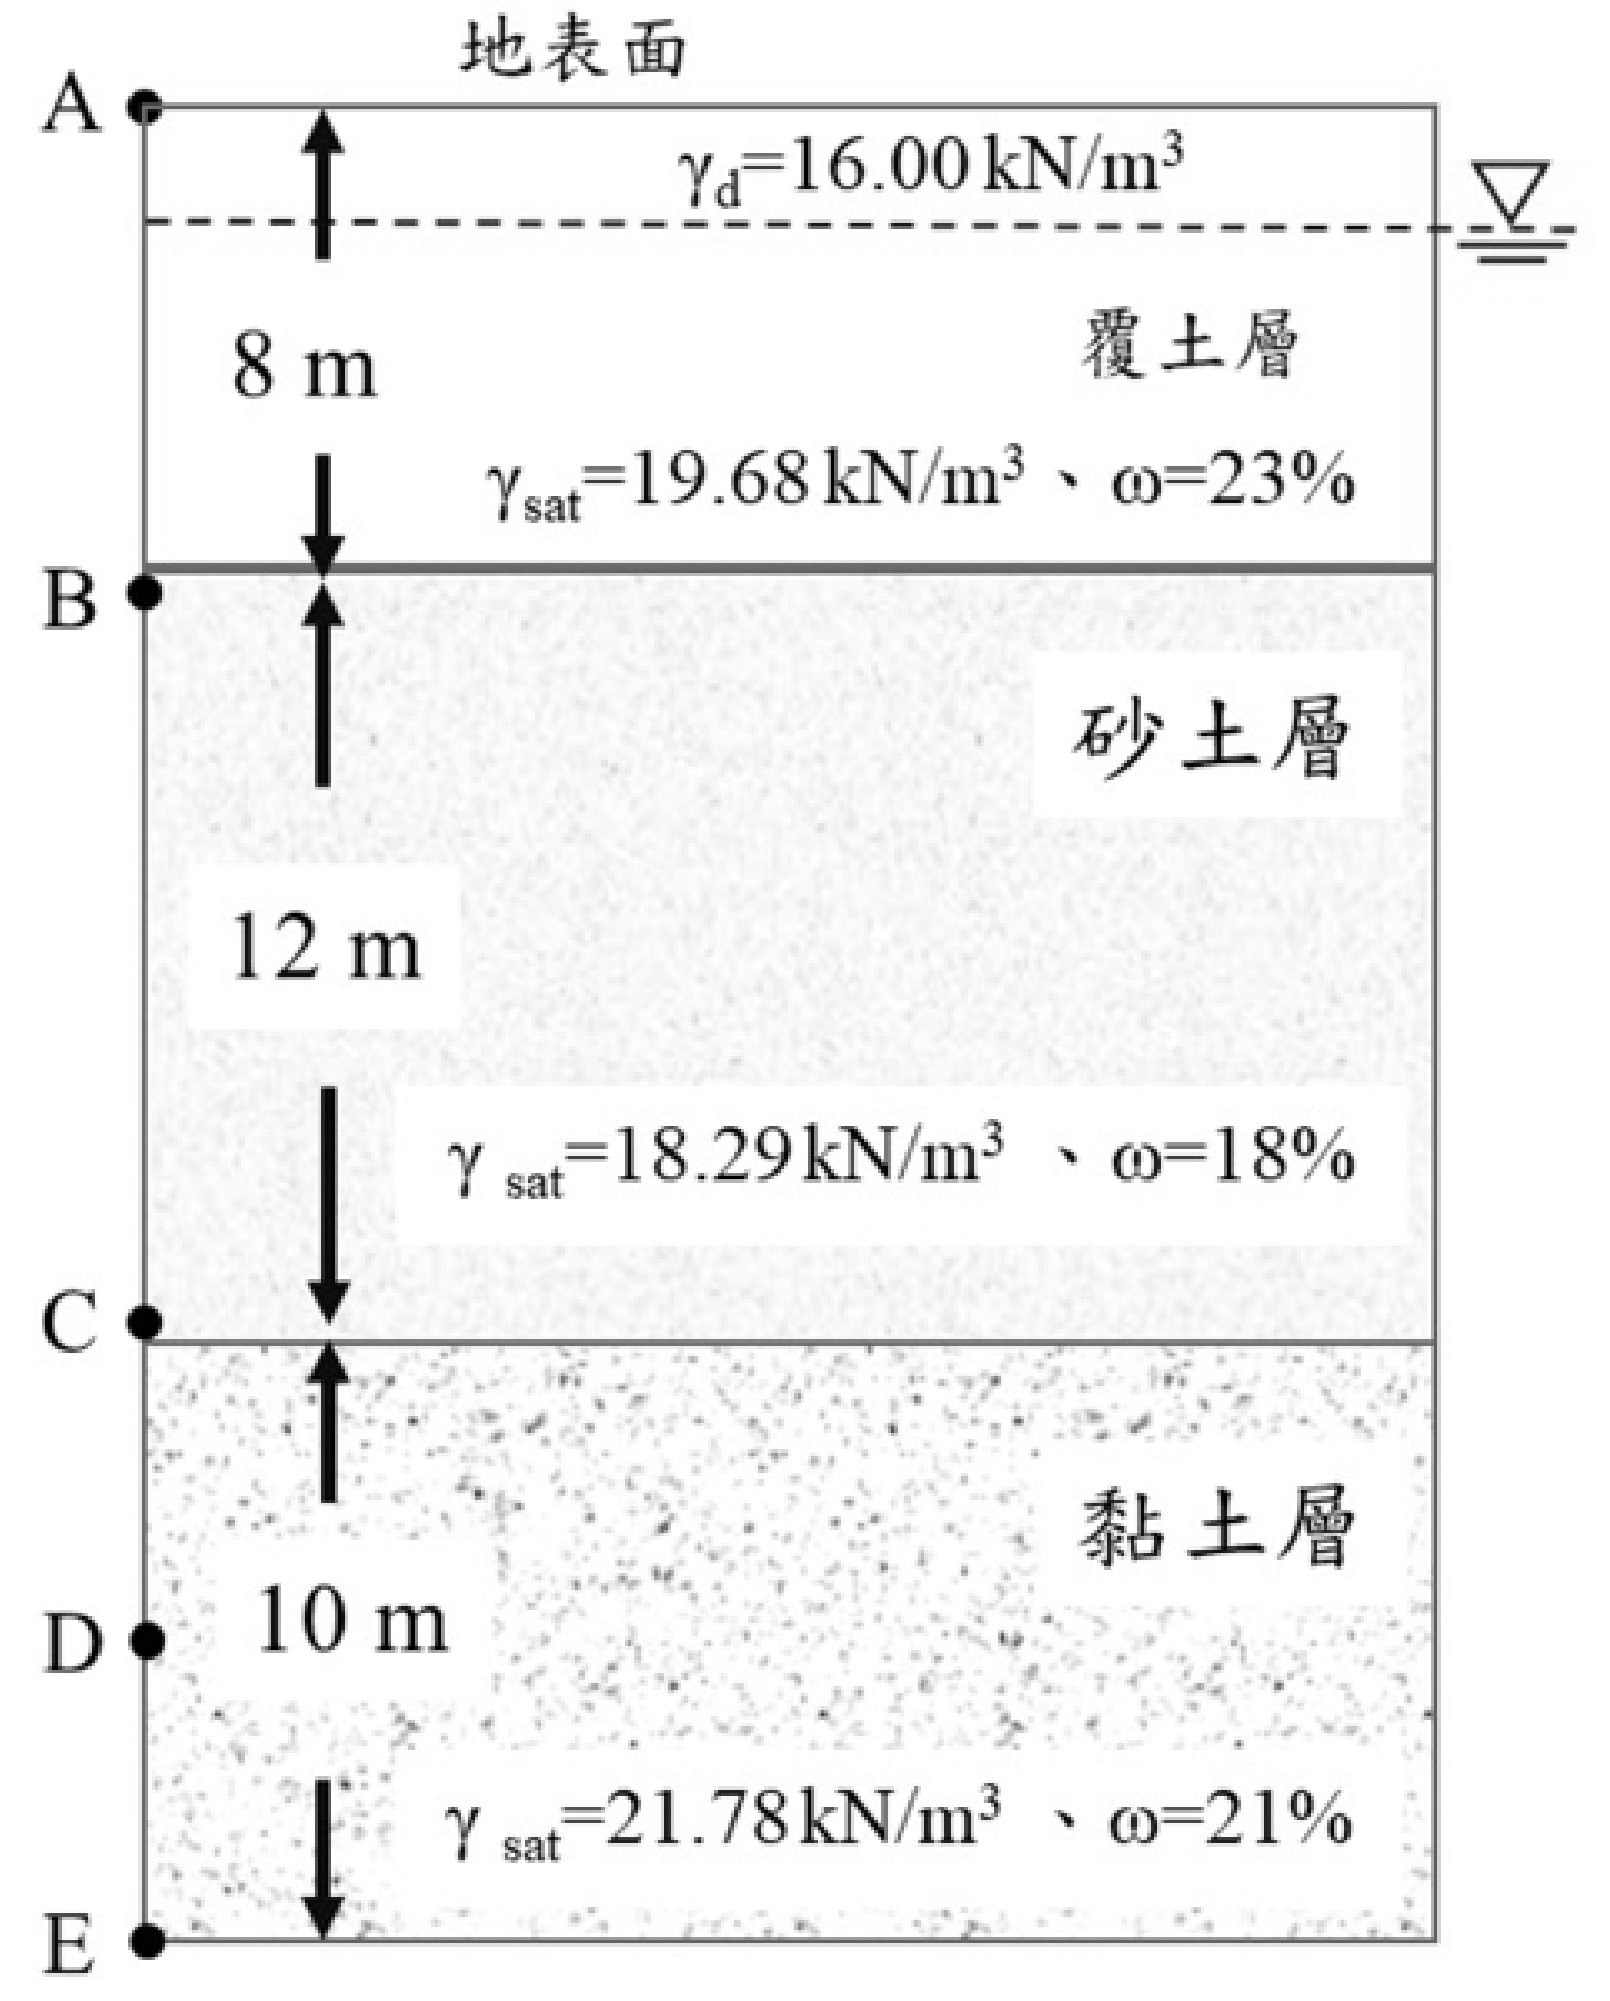 地表面
A
γd=16.00 kN/m³
8 m
覆土層
γsat=19.68 kN/m³、ω=23%
B
砂土層
12 m
γ sat=18.29 kN/m³ 、ω=18%
C
黏土層
10 m
D
γ sat=21.78 kN/m³ 、ω=21%
E